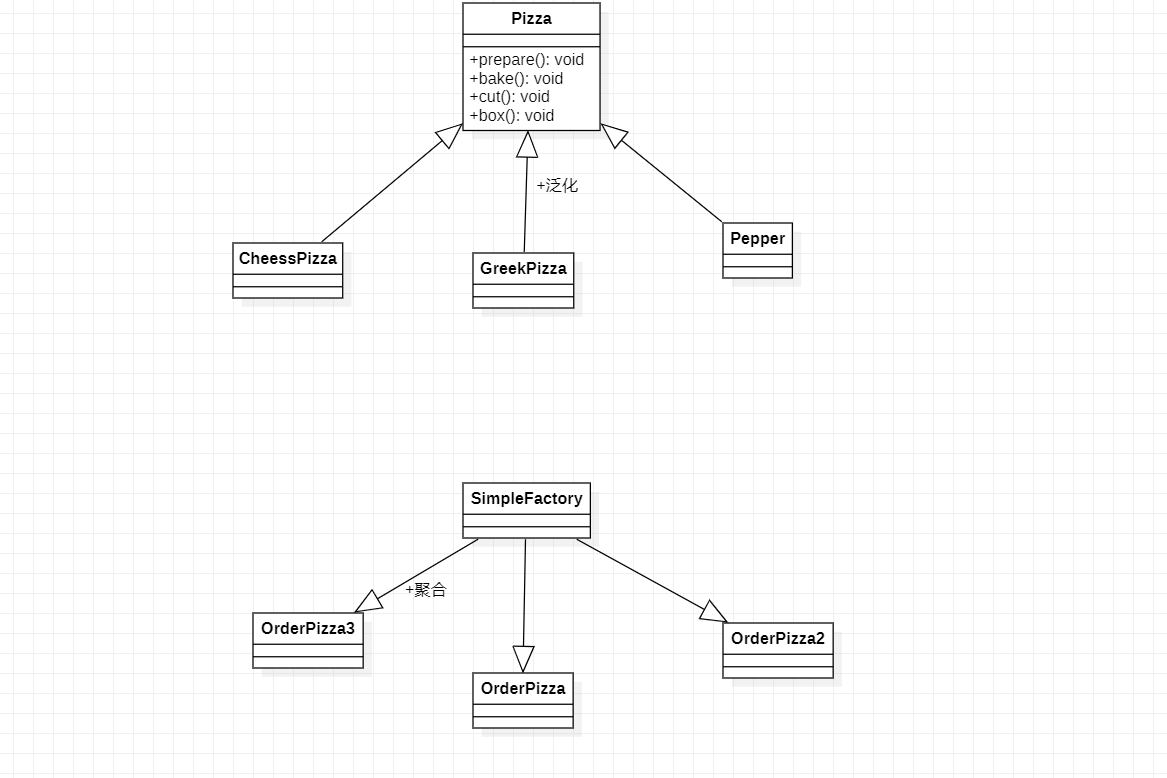 Pizza
+prepare(): void
+bake(): void
+cut(): void
+box(): void
+泛化
Pepper
CheessPizza
GreekPizza
SimpleFactory
+聚合
OrderPizza3
OrderPizza2
OrderPizza